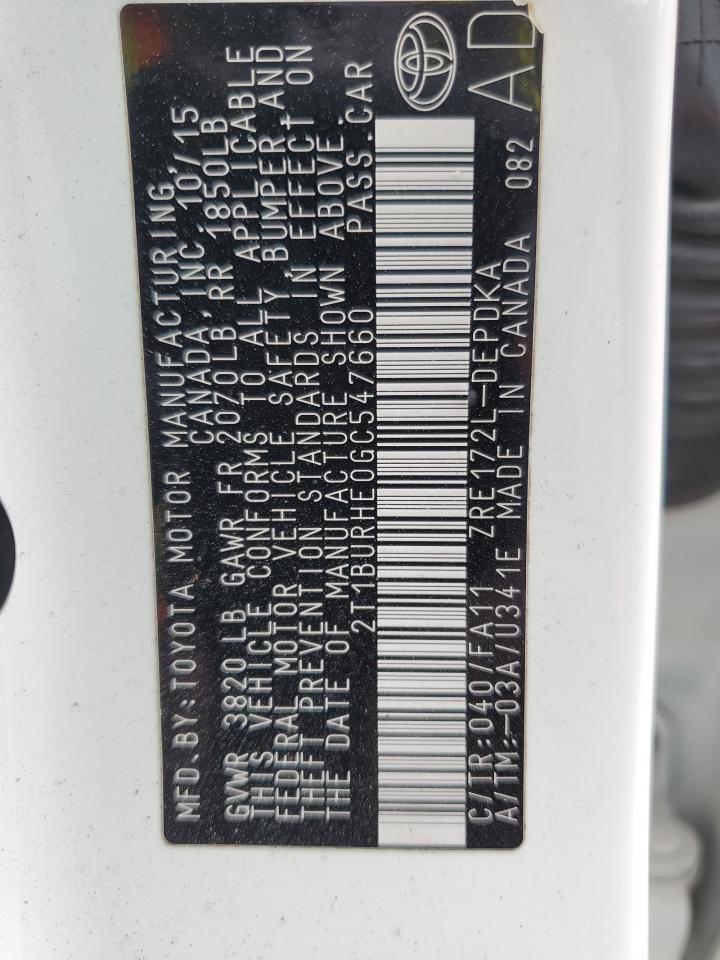 MFD.BY:TOYOTA MOTOR MANUFACTURING,
CANADA,INC 10/15
GVWR 3820LB GAWR FR 2070LB RR 1850LB
THIS VEHICLE CONFORMS TO ALL APPLICABLE
FEDERAL MOTOR VEHICLE SAFETY,BUMPER,AND
THEFT PREVENTION STANDARDS IN EFFECT ON
THE DATE OF MANUFACTURE SHOWN ABOVE.
2T1BURHE0GC547660 PASS.CAR
C/TR:040/FA11 ZRE172L-DEPDKA
A/TM:-03A/U341E MADE IN CANADA 082
AD